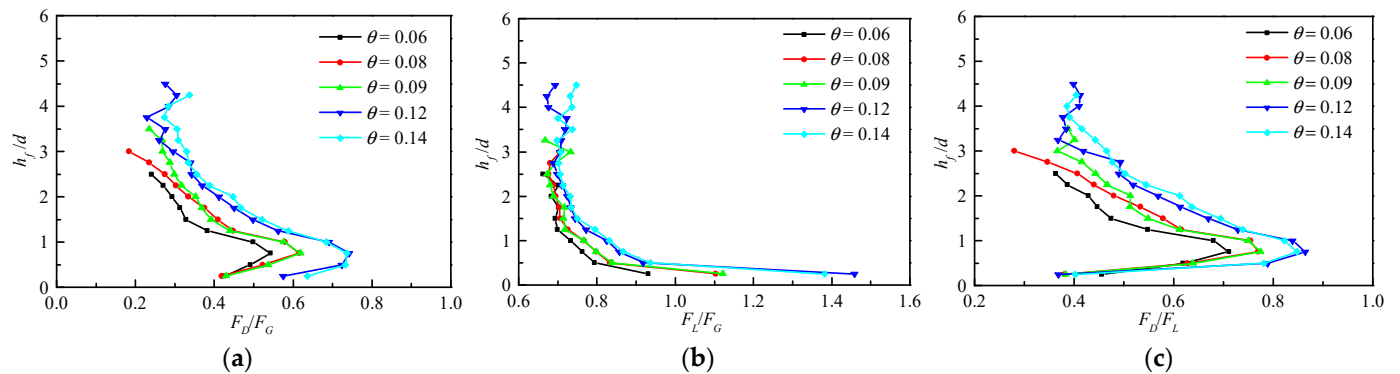 6
5
4
3
2
1
0
h_f/d
θ = 0.06
θ = 0.08
θ = 0.09
θ = 0.12
θ = 0.14
0.0 0.2 0.4 0.6 0.8 1.0
F_D/F_G
(a)
6
5
4
3
2
1
0
h_f/d
θ = 0.06
θ = 0.08
θ = 0.09
θ = 0.12
θ = 0.14
0.6 0.8 1.0 1.2 1.4 1.6
F_L/F_G
(b)
6
5
4
3
2
1
0
h_f/d
θ = 0.06
θ = 0.08
θ = 0.09
θ = 0.12
θ = 0.14
0.2 0.4 0.6 0.8 1.0
F_D/F_L
(c)